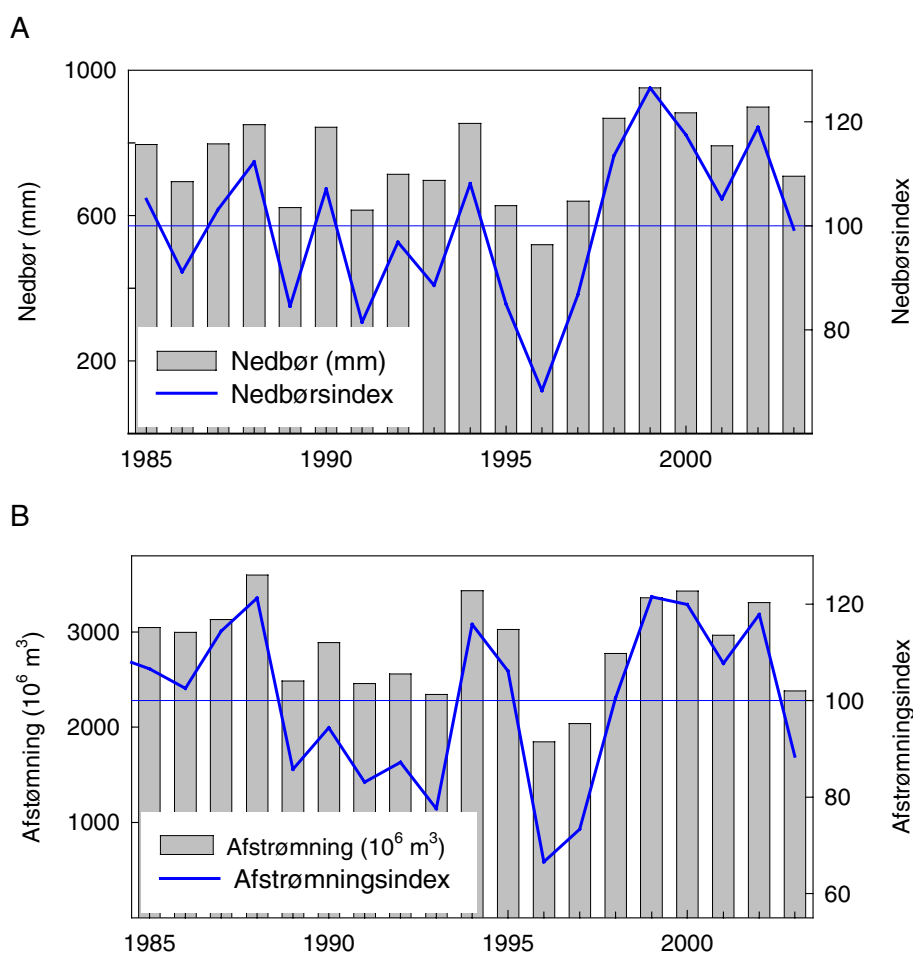 A
1000
600
200
Nedbør (mm)
120
100
80
Nedbørsindex
Nedbør (mm)
Nedbørsindex
1985 1990 1995 2000
B
3000
2000
1000
Afstømning (10⁶ m³)
120
100
80
60
Afstrømningsindex
Afstrømning (10⁶ m³)
Afstrømningsindex
1985 1990 1995 2000